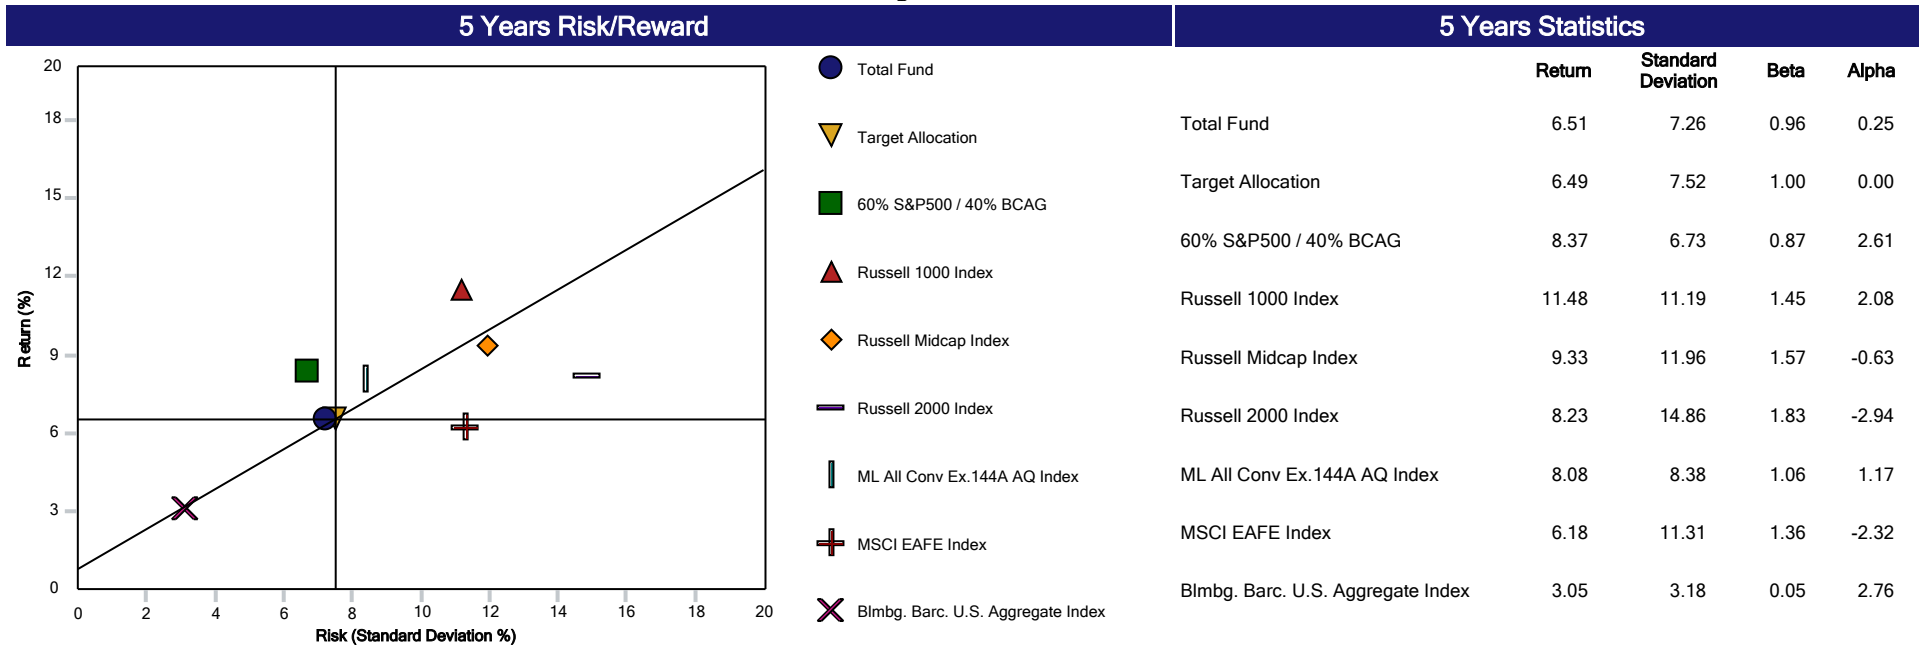 5 Years Risk/Reward
20
18
15
12
9
6
3
0
Return (%)
0 2 4 6 8 10 12 14 16 18 20
Risk (Standard Deviation %)
Total Fund
Target Allocation
60% S&P500 / 40% BCAG
Russell 1000 Index
Russell Midcap Index
Russell 2000 Index
ML All Conv Ex.144A AQ Index
MSCI EAFE Index
Blmbg. Barc. U.S. Aggregate Index
5 Years Statistics
Return Standard Deviation Beta Alpha
Total Fund 6.51 7.26 0.96 0.25
Target Allocation 6.49 7.52 1.00 0.00
60% S&P500 / 40% BCAG 8.37 6.73 0.87 2.61
Russell 1000 Index 11.48 11.19 1.45 2.08
Russell Midcap Index 9.33 11.96 1.57 -0.63
Russell 2000 Index 8.23 14.86 1.83 -2.94
ML All Conv Ex.144A AQ Index 8.08 8.38 1.06 1.17
MSCI EAFE Index 6.18 11.31 1.36 -2.32
Blmbg. Barc. U.S. Aggregate Index 3.05 3.18 0.05 2.76